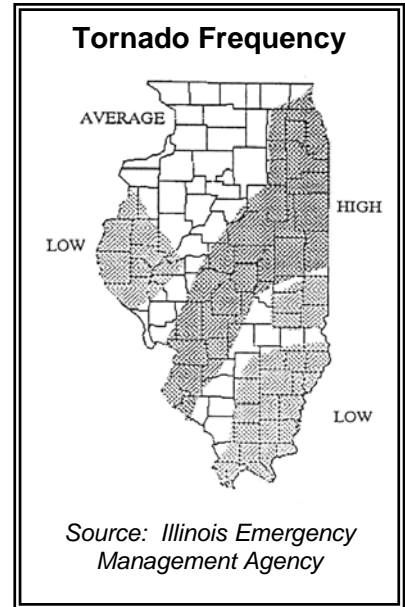 Tornado Frequency
AVERAGE
HIGH
LOW
LOW
Source: Illinois Emergency
Management Agency